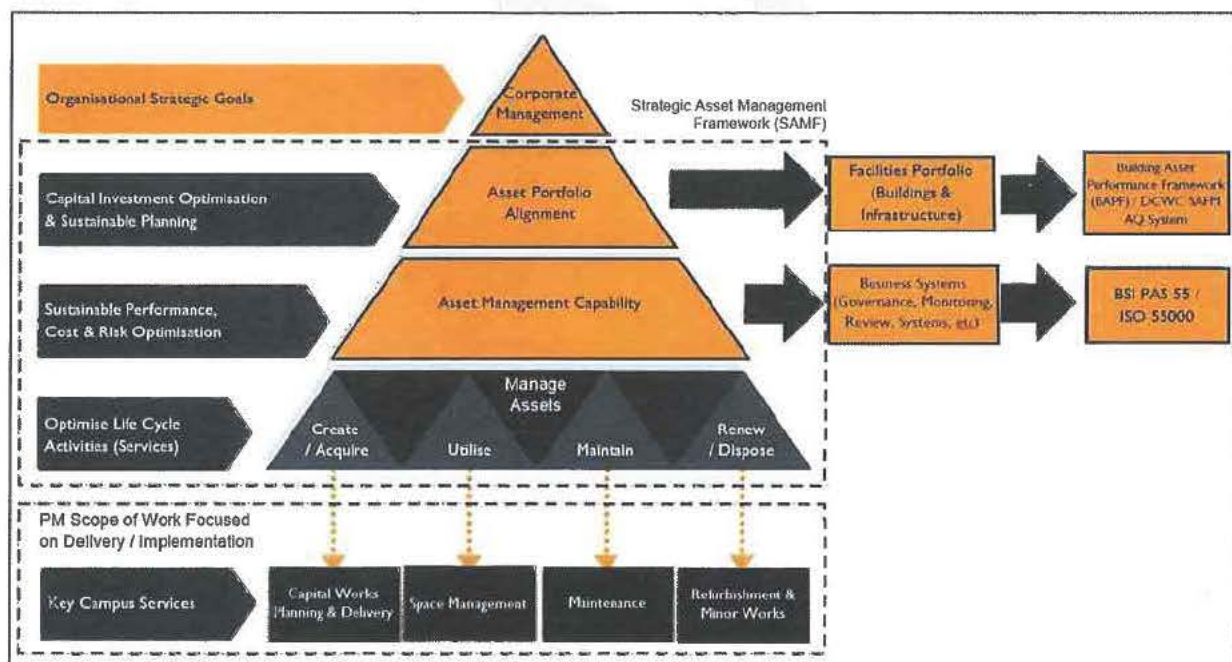 Organisational Strategic Goals
Corporate
Management
Strategic Asset Management
Framework (SAMF)
Capital Investment Optimisation
& Sustainable Planning
Asset Portfolio
Alignment
Facilities Portfolio
(Buildings &
Infrastructure)
Building Asset
Performance Framework
(BAPF) / DCWC SAFM
AQ System
Sustainable Performance,
Cost & Risk Optimisation
Asset Management Capability
Business Systems
(Governance, Monitoring,
Review, Systems, etc)
BSI PAS 55 /
ISO 55000
Optimise Life Cycle
Activities (Services)
Manage
Assets
Create
/ Acquire
Utilise
Maintain
Renew
/ Dispose
PM Scope of Work Focused
on Delivery / Implementation
Key Campus Services
Capital Works
Planning & Delivery
Space Management
Maintenance
Refurbishment &
Minor Works